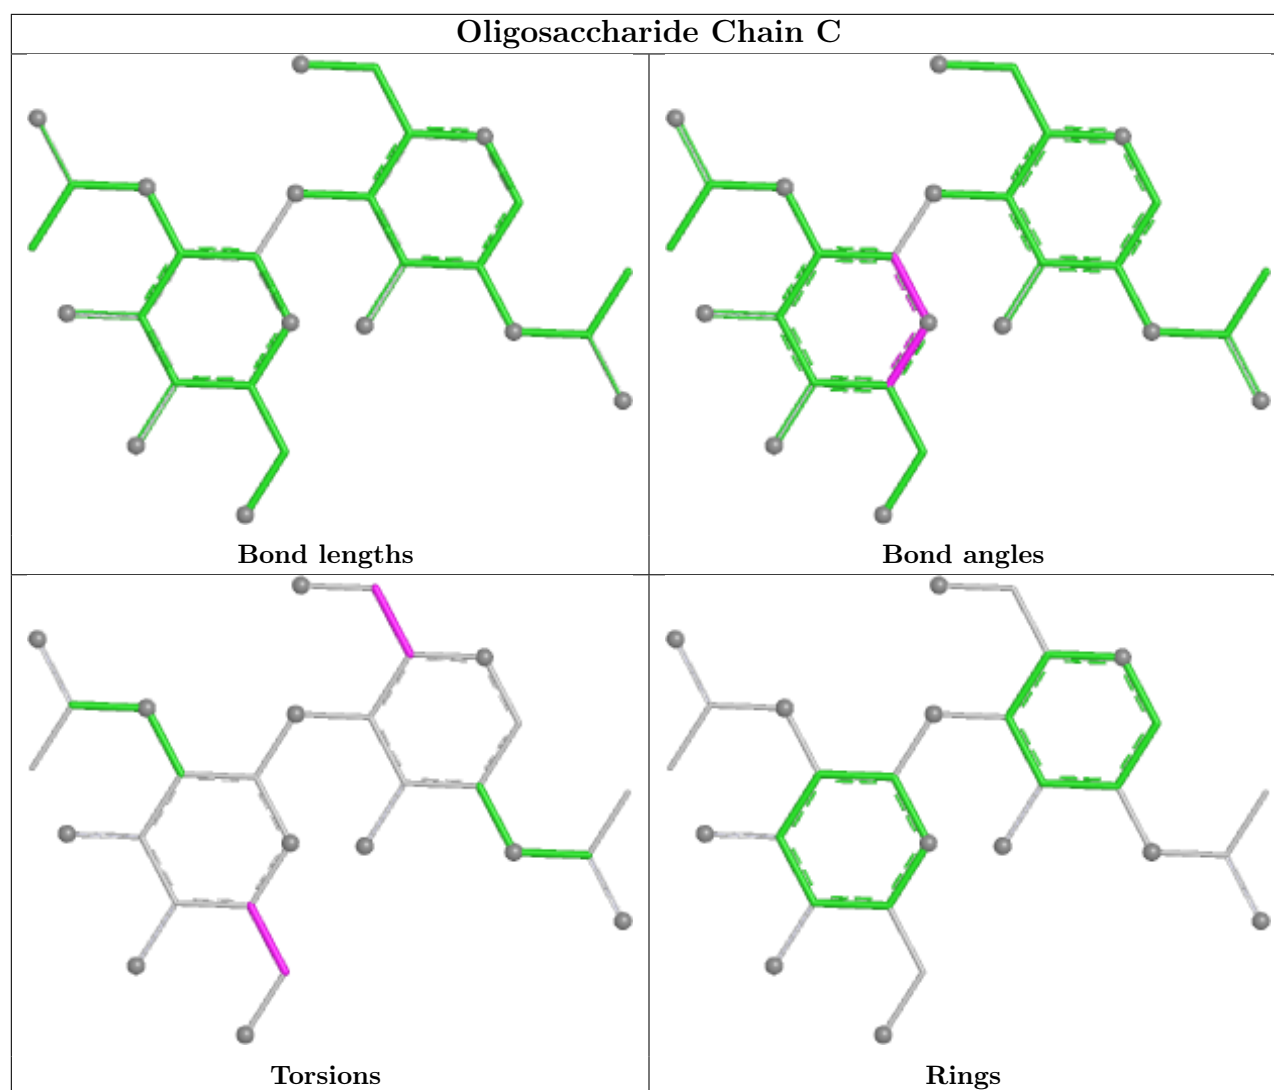 Oligosaccharide Chain C
Bond lengths
Bond angles
Torsions
Rings